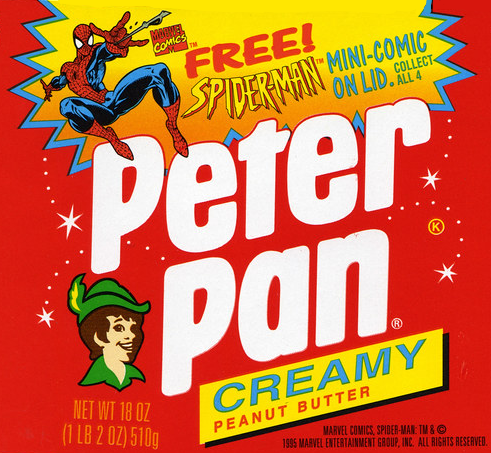 MARVEL
COMICS ™
FREE!
SPIDER-MAN™
MINI-COMIC
ON LID. COLLECT
ALL 4
Peter
Pan®
K
CREAMY
PEANUT BUTTER
NET WT 18 OZ
(1 LB 2 OZ) 510g
MARVEL COMICS, SPIDER-MAN: TM & ©
1995 MARVEL ENTERTAINMENT GROUP, INC. ALL RIGHTS RESERVED.